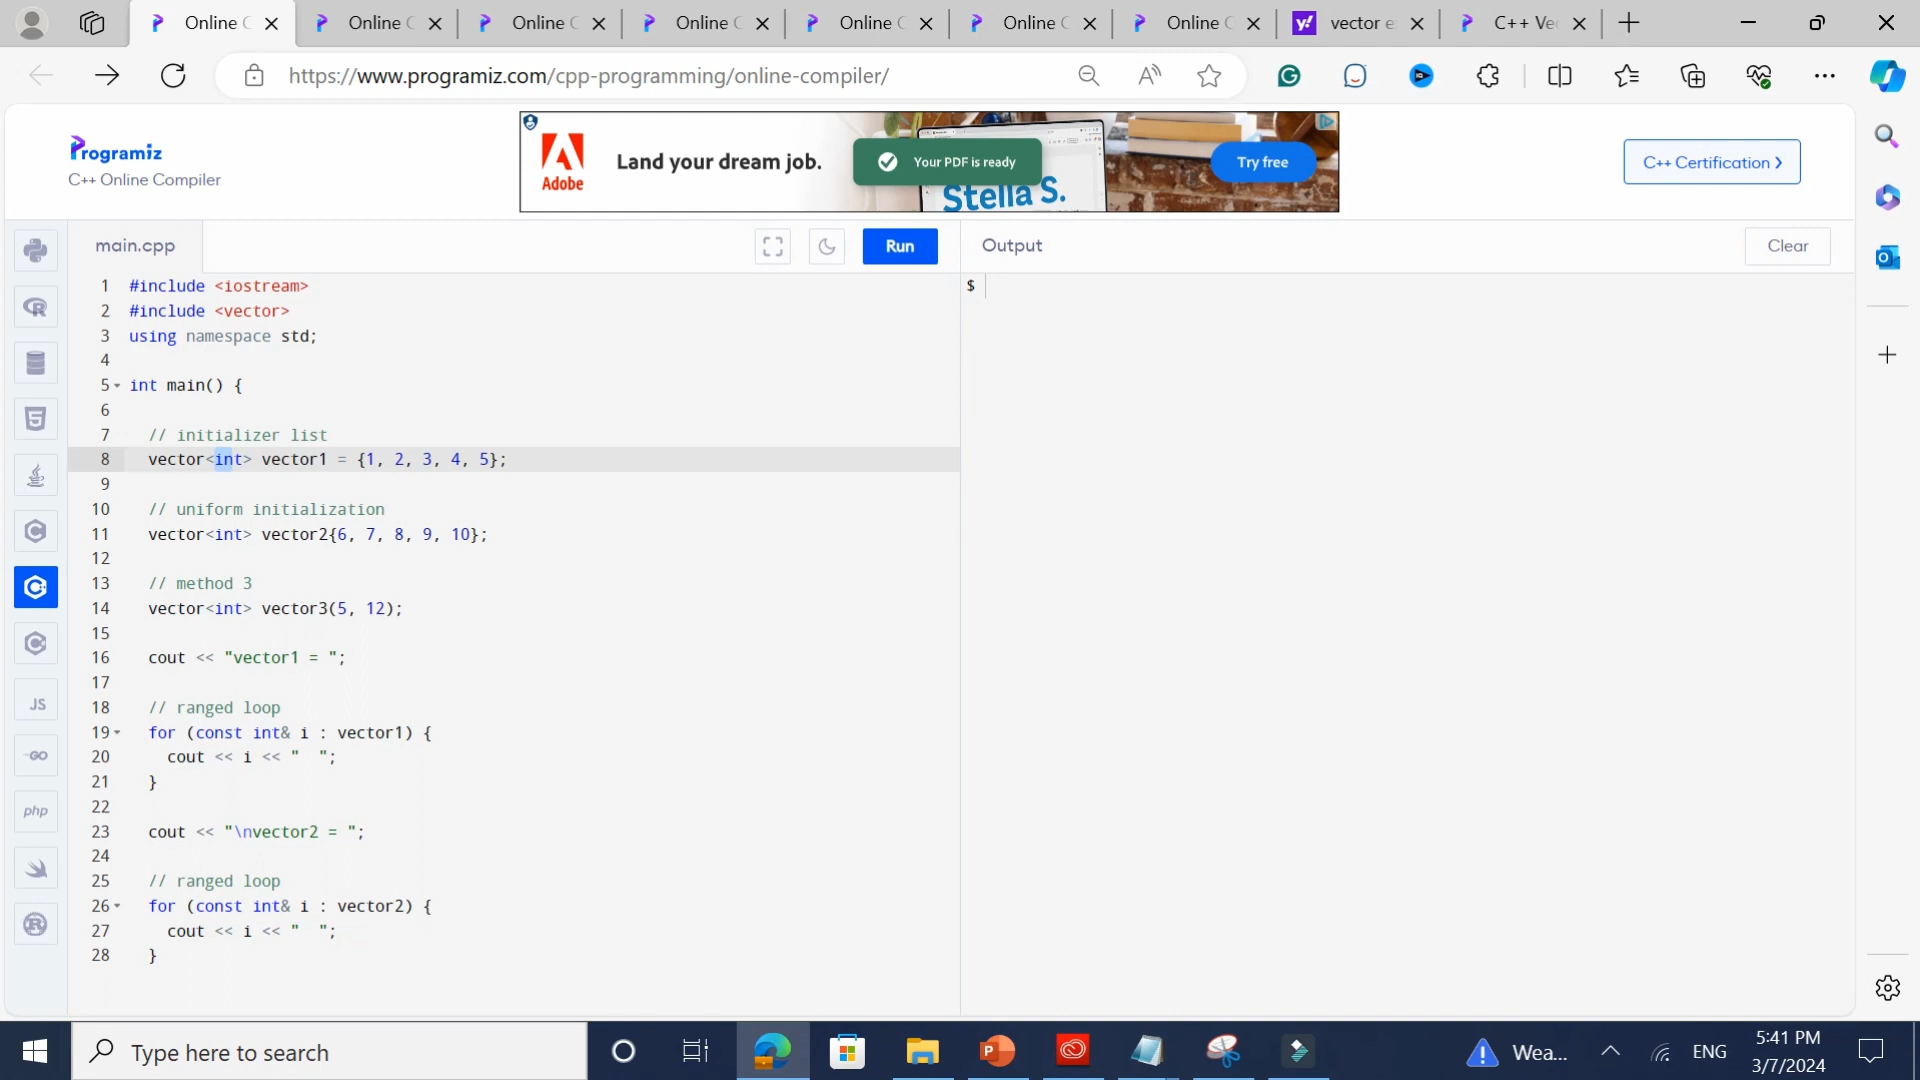 Online C
Online C
Online C
Online C
Online C
Online C
Online C
vector e
C++ Vec
https://www.programiz.com/cpp-programming/online-compiler/
Programiz
C++ Online Compiler
Adobe
Land your dream job.
Your PDF is ready
Stella S.
Try free
C++ Certification >
main.cpp
Run
Output
Clear
1 #include <iostream>
2 #include <vector>
3 using namespace std;
4
5 int main() {
6
7 // initializer list
8 vector<int> vector1 = {1, 2, 3, 4, 5};
9
10 // uniform initialization
11 vector<int> vector2{6, 7, 8, 9, 10};
12
13 // method 3
14 vector<int> vector3(5, 12);
15
16 cout << "vector1 = ";
17
18 // ranged loop
19 for (const int& i : vector1) {
20 cout << i << "  ";
21 }
22
23 cout << "\nvector2 = ";
24
25 // ranged loop
26 for (const int& i : vector2) {
27 cout << i << "  ";
28 }
$
JS
GO
php
Type here to search
Wea...
ENG
5:41 PM
3/7/2024